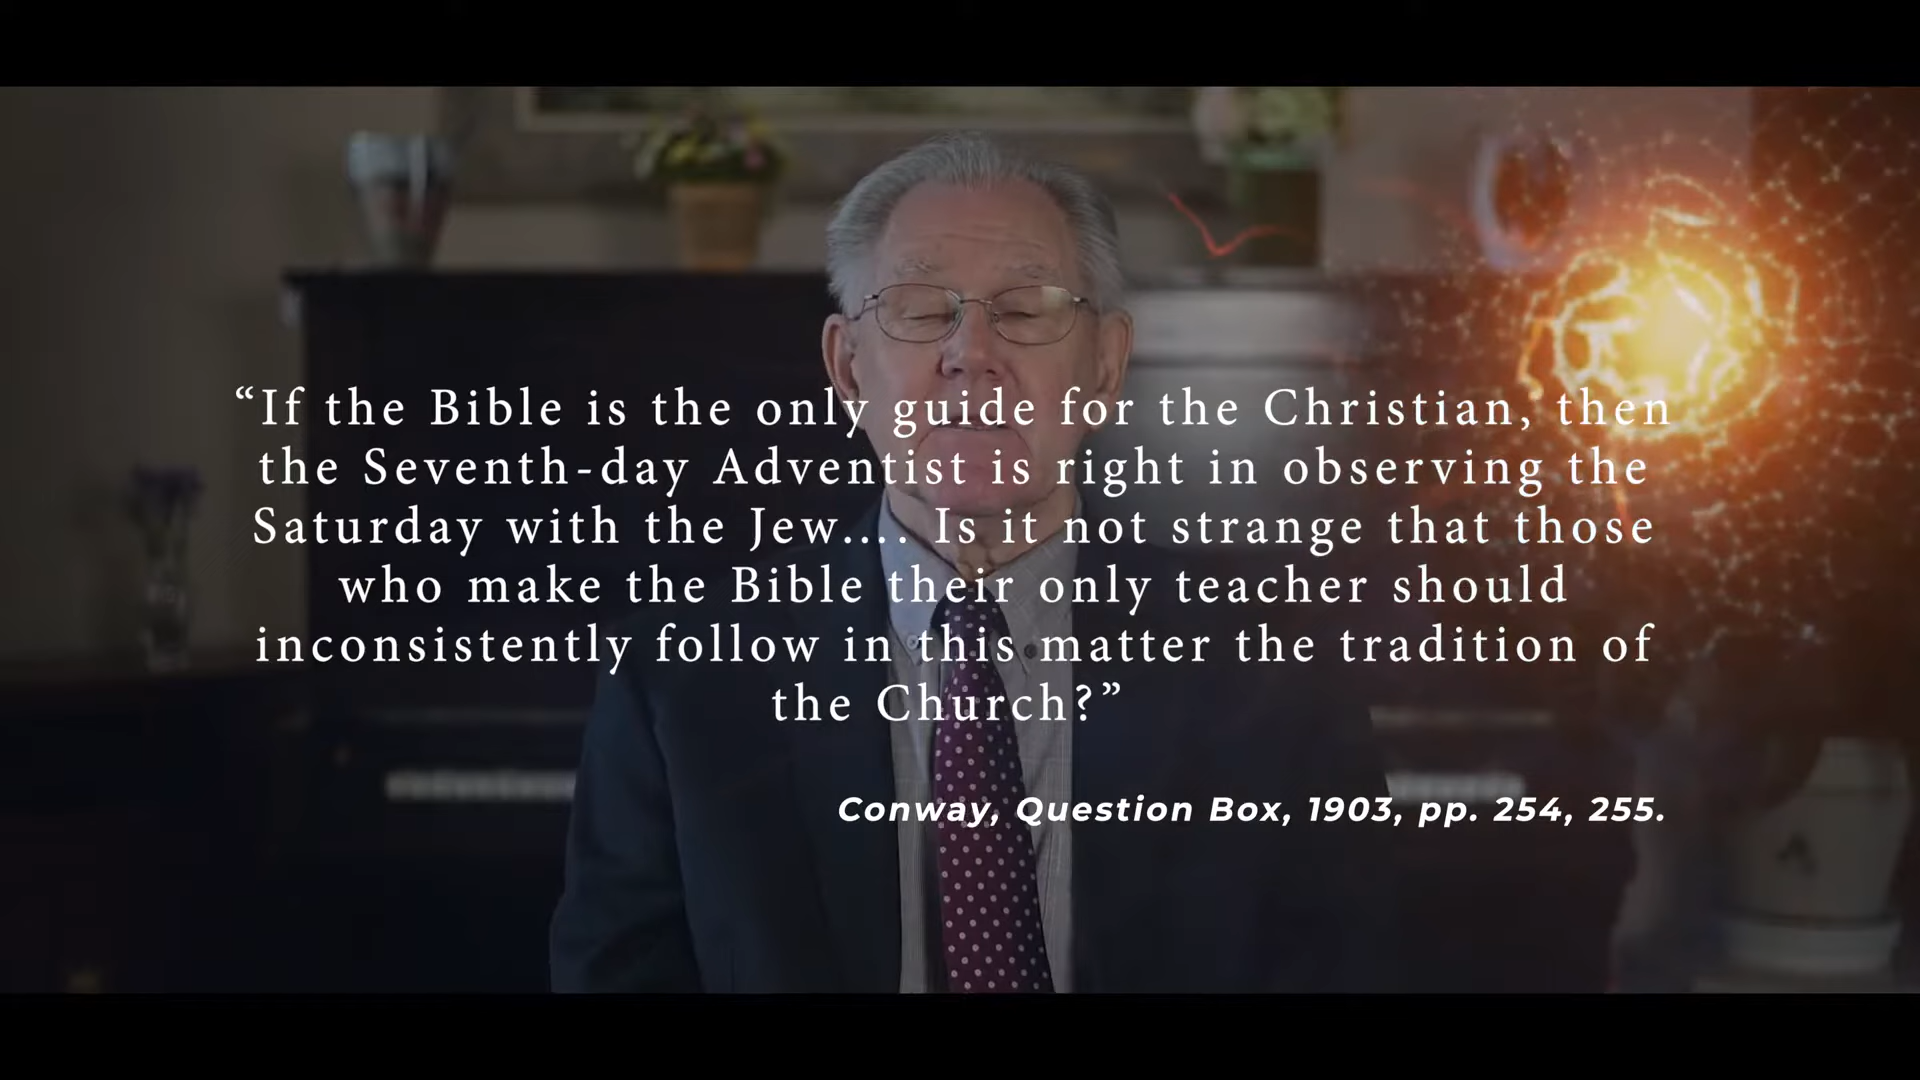 “If the Bible is the only guide for the Christian, then
the Seventh-day Adventist is right in observing the
Saturday with the Jew.... Is it not strange that those
who make the Bible their only teacher should
inconsistently follow in this matter the tradition of
the Church?”
Conway, Question Box, 1903, pp. 254, 255.